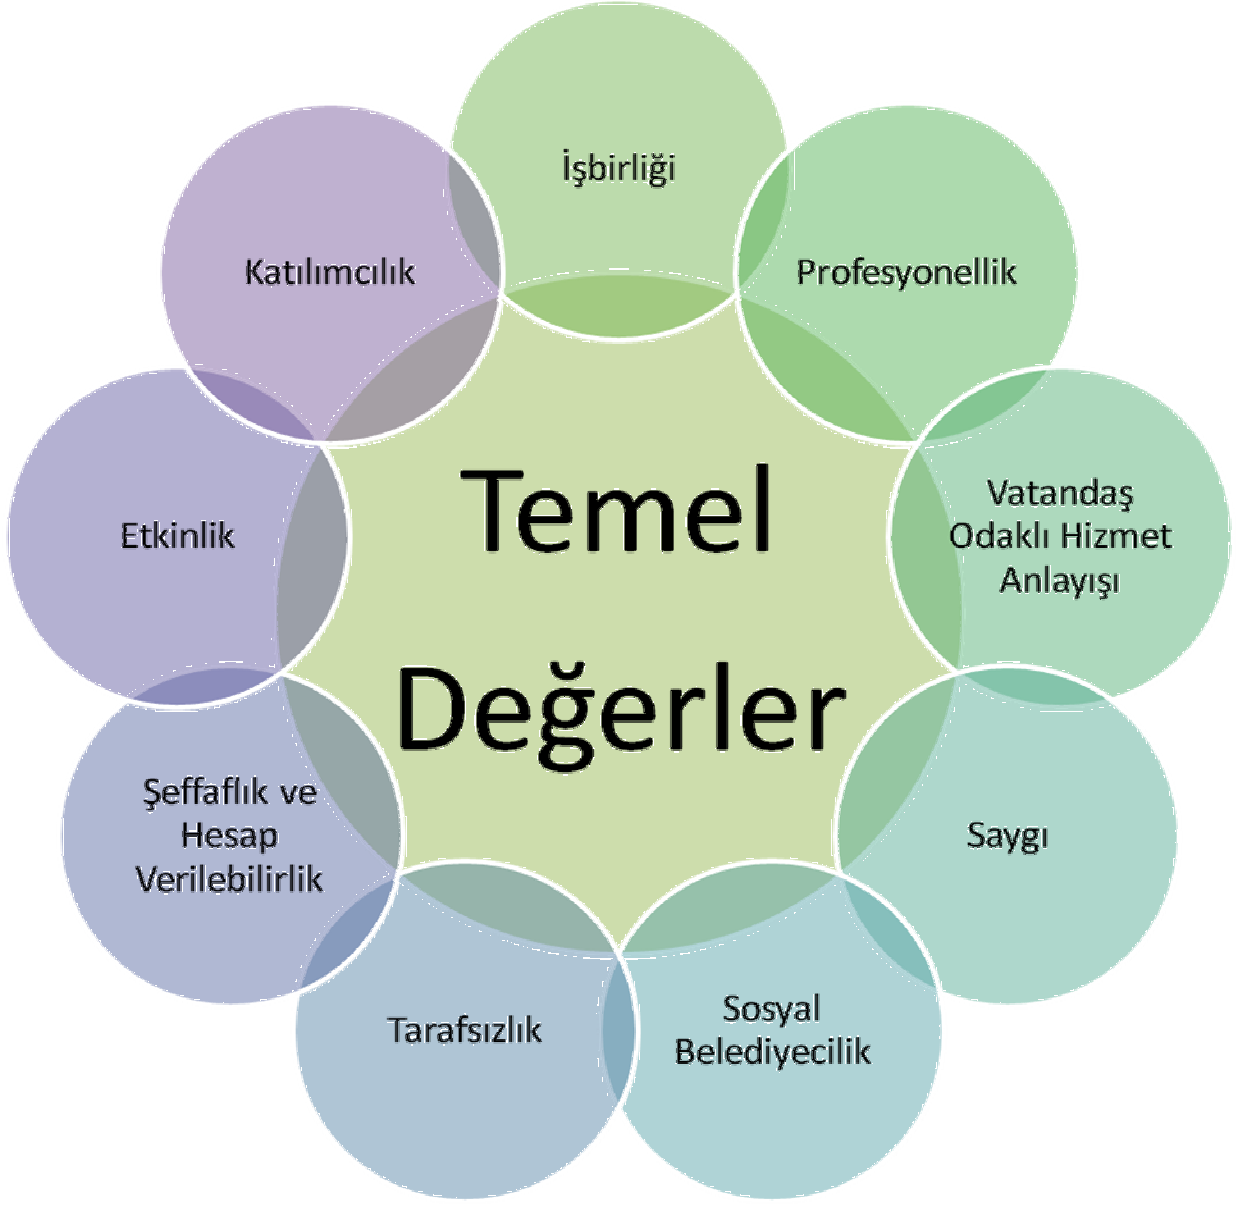 İşbirliği
Profesyonellik
Vatandaş
Odaklı Hizmet
Anlayışı
Saygı
Sosyal
Belediyecilik
Tarafsızlık
Şeffaflık ve
Hesap
Verilebilirlik
Etkinlik
Katılımcılık
Temel
Değerler